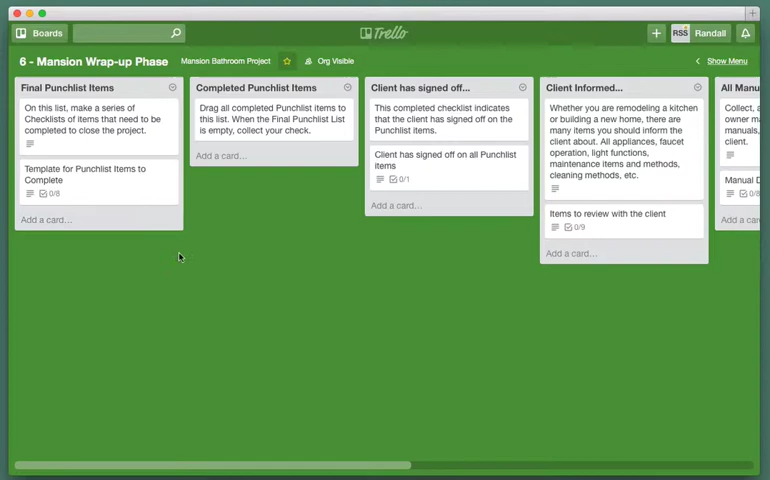 Boards
Trello
+
RSS
Randall
6 - Mansion Wrap-up Phase
Mansion Bathroom Project
Org Visible
Show Menu
Final Punchlist Items
On this list, make a series of
Checklists of items that need to be
completed to close the project.
Template for Punchlist Items to
Complete
0/8
Add a card...
Completed Punchlist Items
Drag all completed Punchlist items to
this list. When the Final Punchlist List
is empty, collect your check.
Add a card...
Client has signed off...
This completed checklist indicates
that the client has signed off on the
Punchlist items.
Client has signed off on all Punchlist
items
0/1
Add a card...
Client Informed...
Whether you are remodeling a kitchen
or building a new home, there are
many items you should inform the
client about. All appliances, faucet
operation, light functions,
maintenance items and methods,
cleaning methods, etc.
Items to review with the client
0/9
Add a card...
All Manu
Collect, a
owner ma
manuals,
client.
Manual D
0/8
Add a car